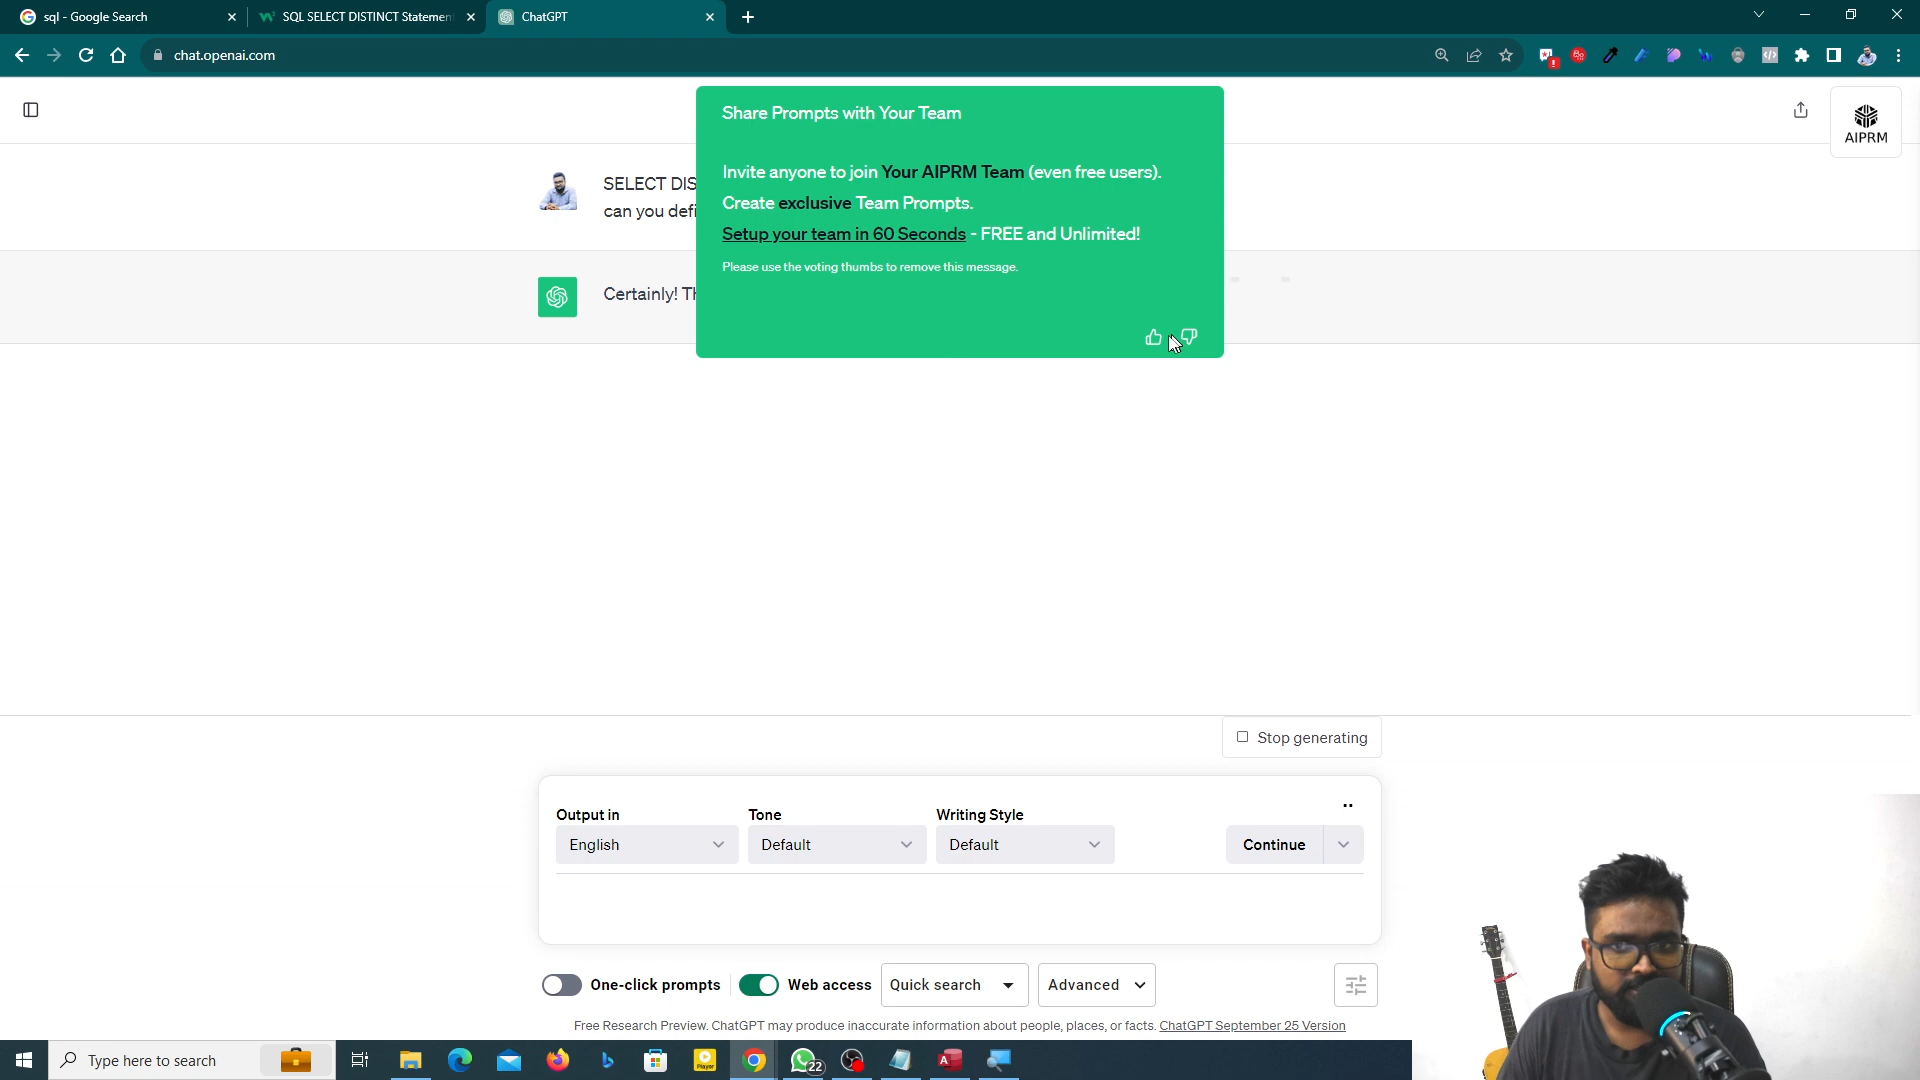 sql - Google Search
SQL SELECT DISTINCT Statemen
ChatGPT
chat.openai.com
AIPRM
Share Prompts with Your Team
Invite anyone to join Your AIPRM Team (even free users).
Create exclusive Team Prompts.
Setup your team in 60 Seconds - FREE and Unlimited!
Please use the voting thumbs to remove this message.
SELECT DIS
can you defi
Certainly! Th
Stop generating
Output in
Tone
Writing Style
English
Default
Default
Continue
One-click prompts
Web access
Quick search
Advanced
Free Research Preview. ChatGPT may produce inaccurate information about people, places, or facts. ChatGPT September 25 Version
Type here to search
Player
22